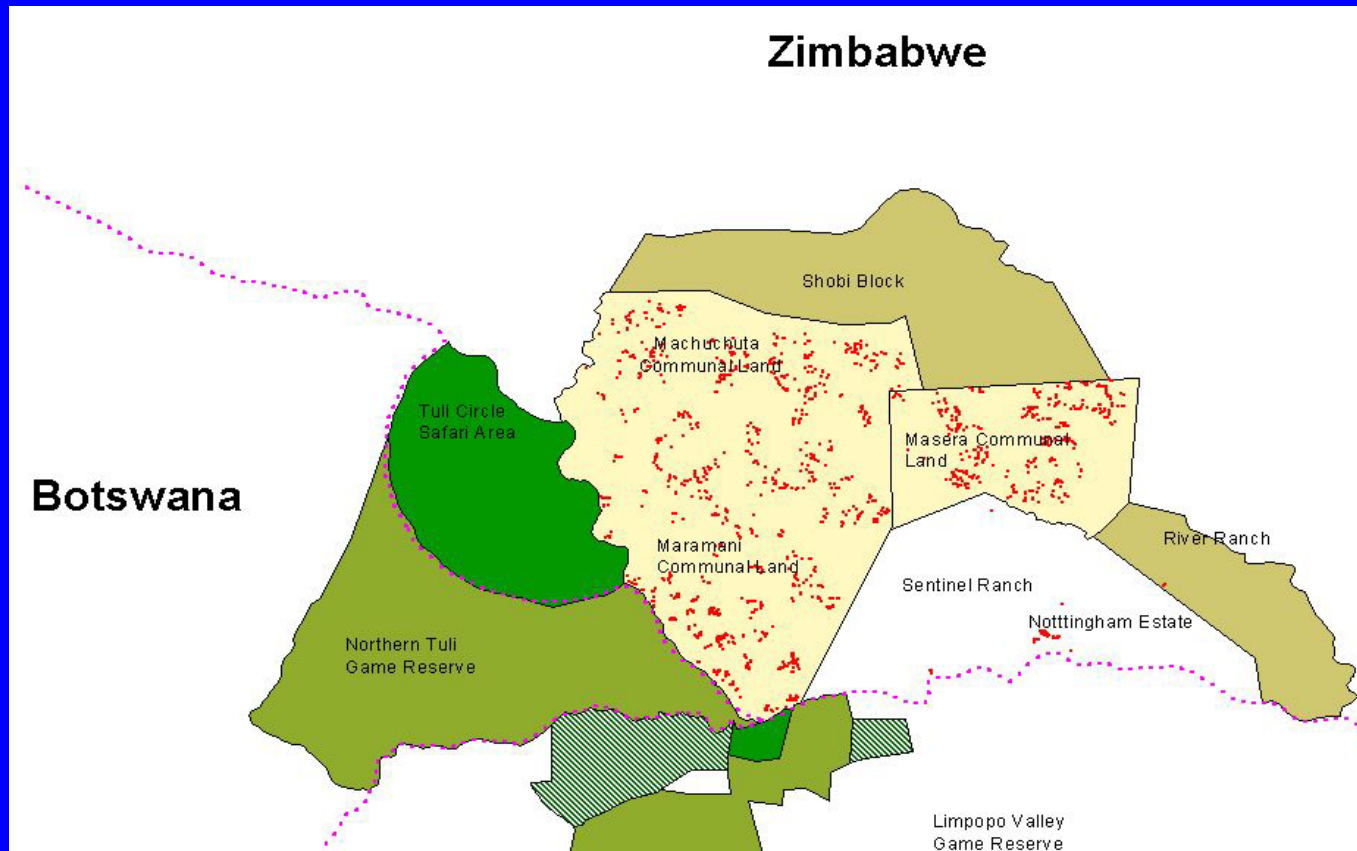 Zimbabwe
Shobi Block
Machuchuta
Communal Land
Tuli Circle
Safari Area
Masera Communal
Land
Botswana
Maramani
Communal Land
River Ranch
Sentinel Ranch
Notttingham Estate
Northern Tuli
Game Reserve
Limpopo Valley
Game Reserve